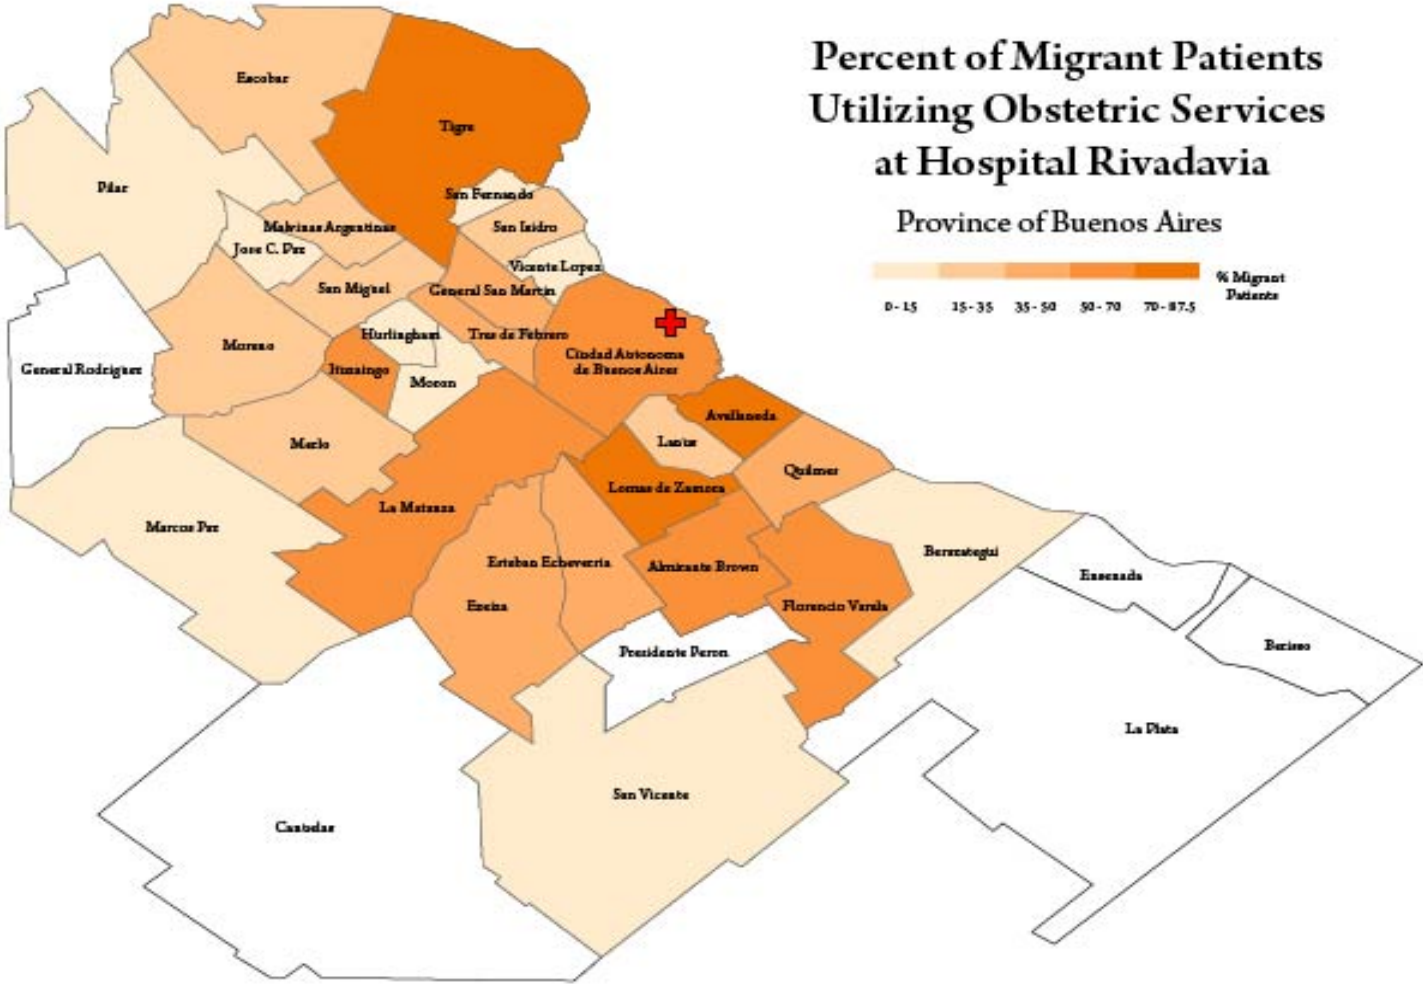 Percent of Migrant Patients
Utilizing Obstetric Services
at Hospital Rivadavia
Province of Buenos Aires
0 - 15 15 - 35 35 - 50 50 - 70 70 - 87.5
% Migrant
Patients
Escobar
Tigre
Pilar
San Fernando
Malvinas Argentinas
San Isidro
Jose C. Paz
Vicente Lopez
San Miguel
General San Martin
Hurlingham
Tres de Febrero
Moreno
Ciudad Autonoma
de Buenos Aires
General Rodriguez
Ituzaingo
Moron
Avellaneda
Merlo
Lanus
Quilmes
Lomas de Zamora
La Matanza
Marcos Paz
Berazategui
Esteban Echeverria
Almirante Brown
Ensenada
Ezeiza
Florencio Varela
Presidente Peron
Berisso
La Plata
San Vicente
Canuelas